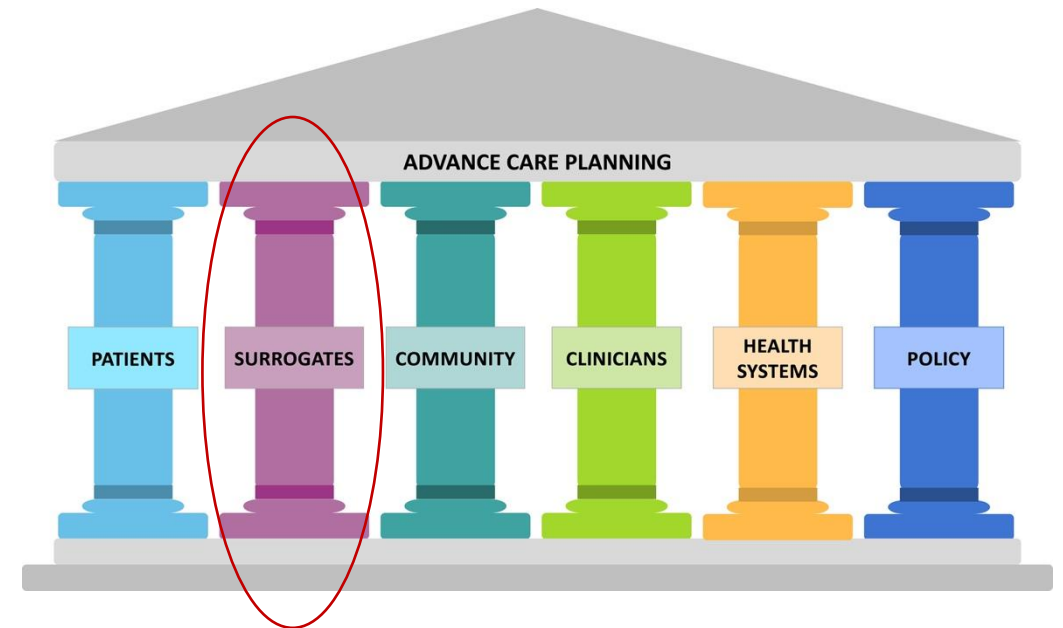 ADVANCE CARE PLANNING
PATIENTS
SURROGATES
COMMUNITY
CLINICIANS
HEALTH
SYSTEMS
POLICY